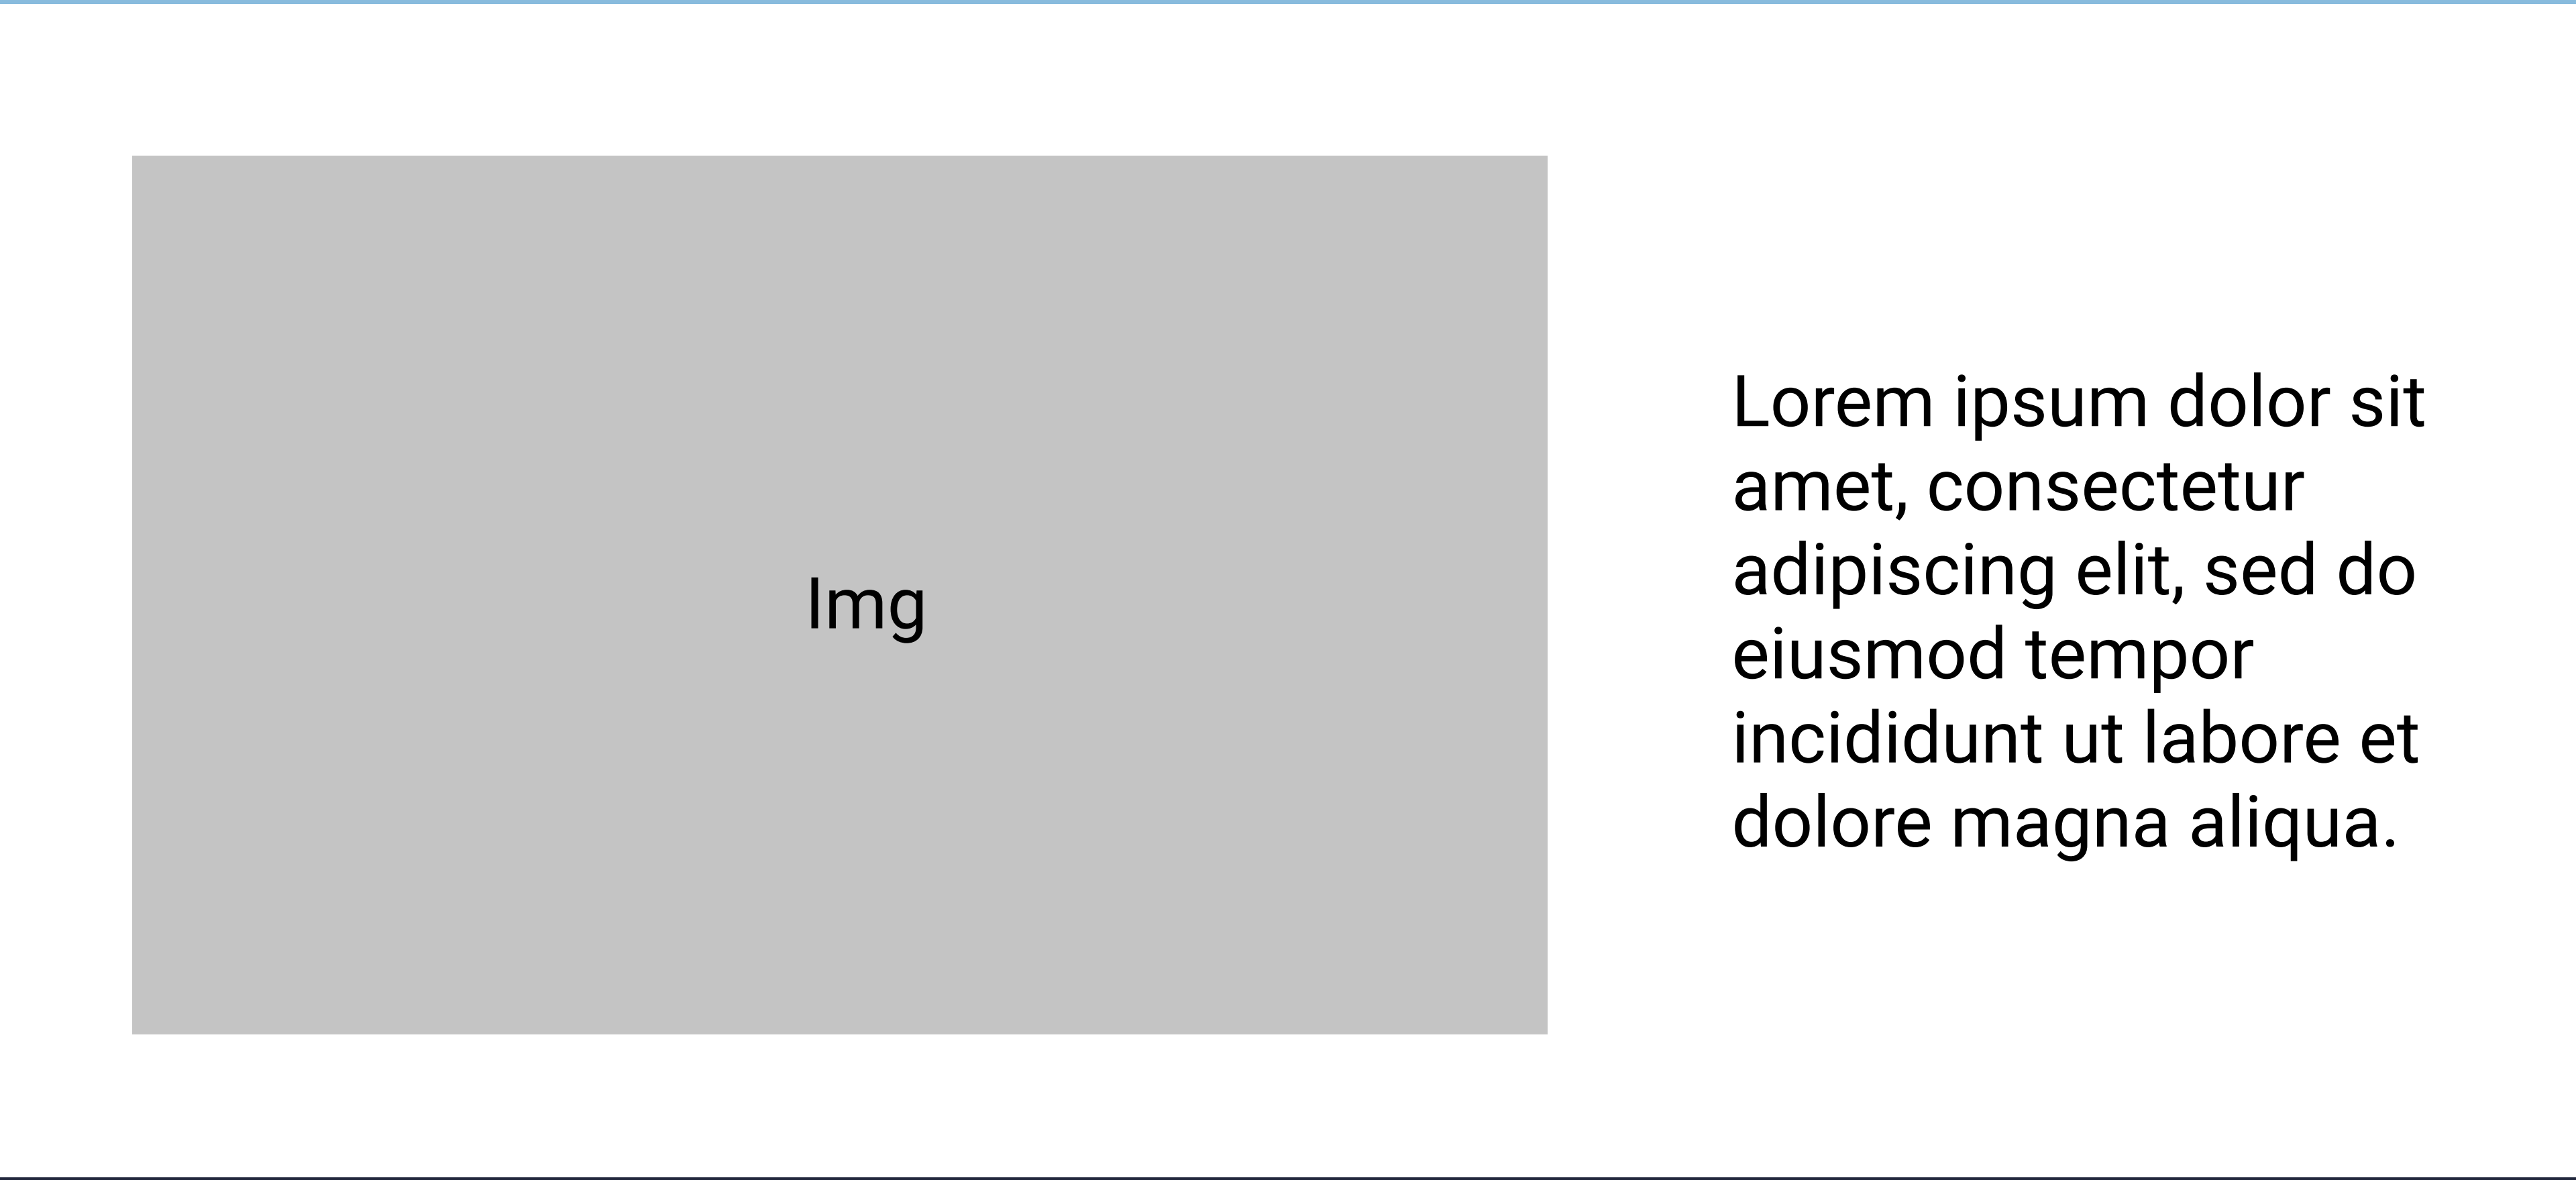 Img
Lorem ipsum dolor sit
amet, consectetur
adipiscing elit, sed do
eiusmod tempor
incididunt ut labore et
dolore magna aliqua.